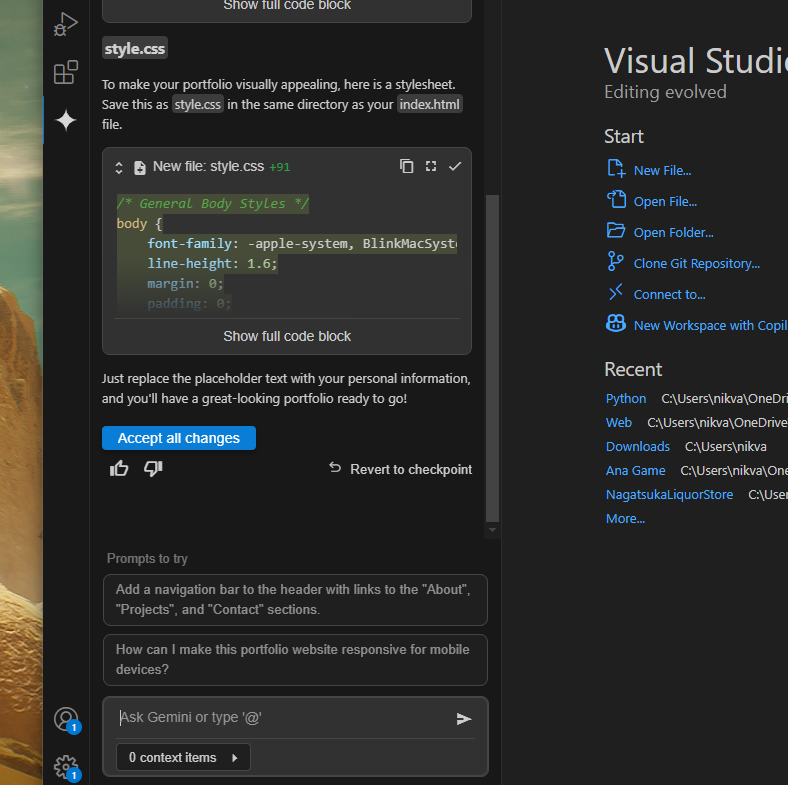 Show full code block
style.css
To make your portfolio visually appealing, here is a stylesheet.
Save this as style.css in the same directory as your index.html
file.
New file: style.css +91
/* General Body Styles */
body {
font-family: -apple-system, BlinkMacSyste
line-height: 1.6;
margin: 0;
padding: 0;
Show full code block
Just replace the placeholder text with your personal information,
and you'll have a great-looking portfolio ready to go!
Accept all changes
Revert to checkpoint
Prompts to try
Add a navigation bar to the header with links to the "About",
"Projects", and "Contact" sections.
How can I make this portfolio website responsive for mobile
devices?
Ask Gemini or type '@'
0 context items
1
1
Visual Studi
Editing evolved
Start
New File...
Open File...
Open Folder...
Clone Git Repository...
Connect to...
New Workspace with Copil
Recent
Python C:\Users\nikva\OneDri
Web C:\Users\nikva\OneDrive
Downloads C:\Users\nikva
Ana Game C:\Users\nikva\One
NagatsukaLiquorStore C:\User
More...